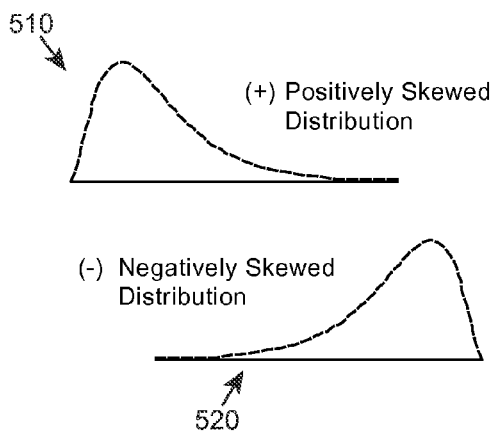 510
(+) Positively Skewed
Distribution
(-) Negatively Skewed
Distribution
520